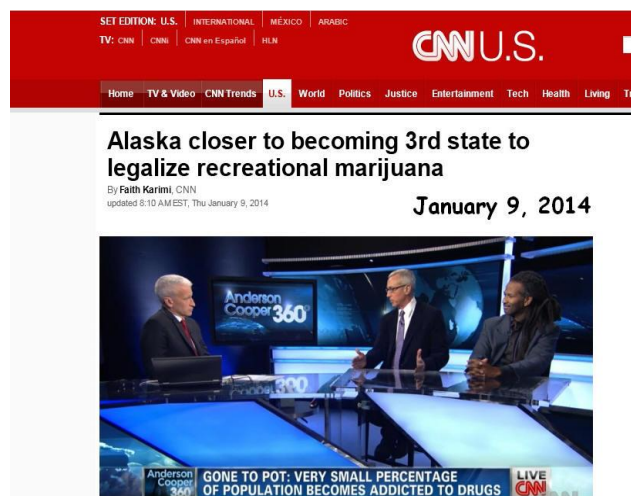 SET EDITION: U.S. INTERNATIONAL MÉXICO ARABIC
TV: CNN CNNi CNN en Español HLN
CNN U.S.
Home TV & Video CNN Trends U.S. World Politics Justice Entertainment Tech Health Living
Alaska closer to becoming 3rd state to
legalize recreational marijuana
By Faith Karimi, CNN
updated 8:10 AM EST, Thu January 9, 2014
January 9, 2014
Anderson
Cooper 360°
360
Anderson
Cooper
360°
GONE TO POT: VERY SMALL PERCENTAGE
OF POPULATION BECOMES ADDICTED TO DRUGS
LIVE
CNN